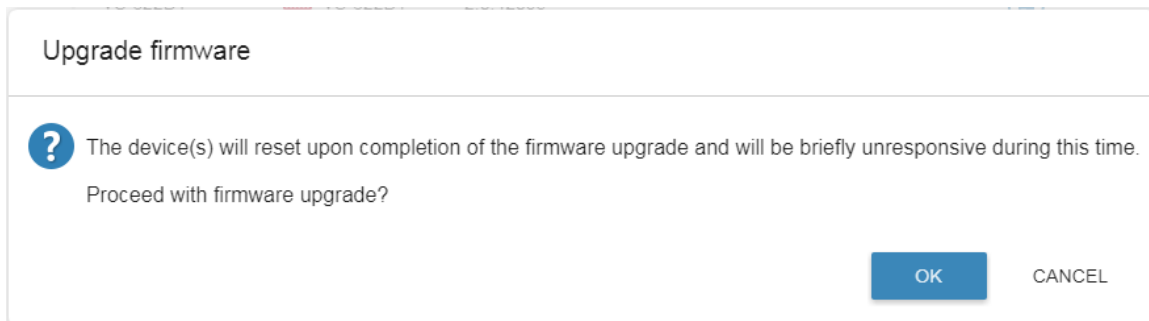 Upgrade firmware
?
The device(s) will reset upon completion of the firmware upgrade and will be briefly unresponsive during this time.
Proceed with firmware upgrade?
OK CANCEL